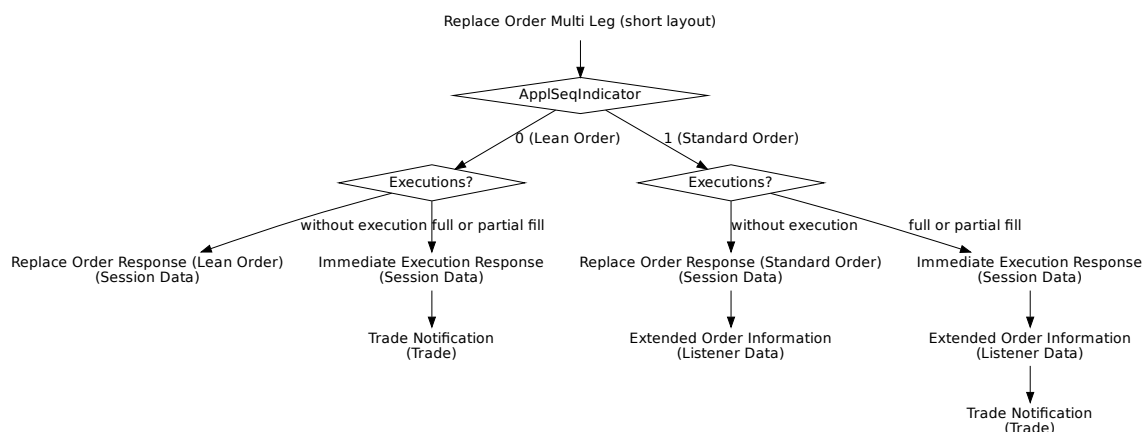 Replace Order Multi Leg (short layout)
ApplSeqIndicator
0 (Lean Order)
1 (Standard Order)
Executions?
Executions?
without execution
full or partial fill
without execution
full or partial fill
Replace Order Response (Lean Order)
(Session Data)
Immediate Execution Response
(Session Data)
Replace Order Response (Standard Order)
(Session Data)
Immediate Execution Response
(Session Data)
Trade Notification
(Trade)
Extended Order Information
(Listener Data)
Extended Order Information
(Listener Data)
Trade Notification
(Trade)